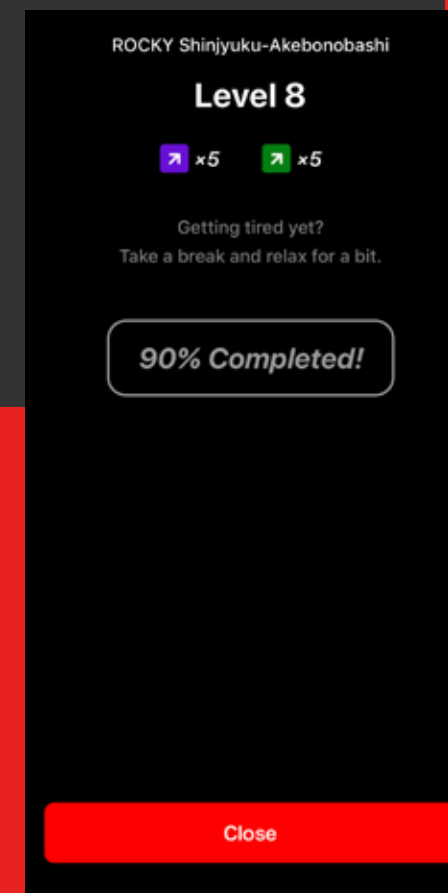 ROCKY Shinjyuku-Akebonobashi
Level 8
×5 ×5
Getting tired yet?
Take a break and relax for a bit.
90% Completed!
Close